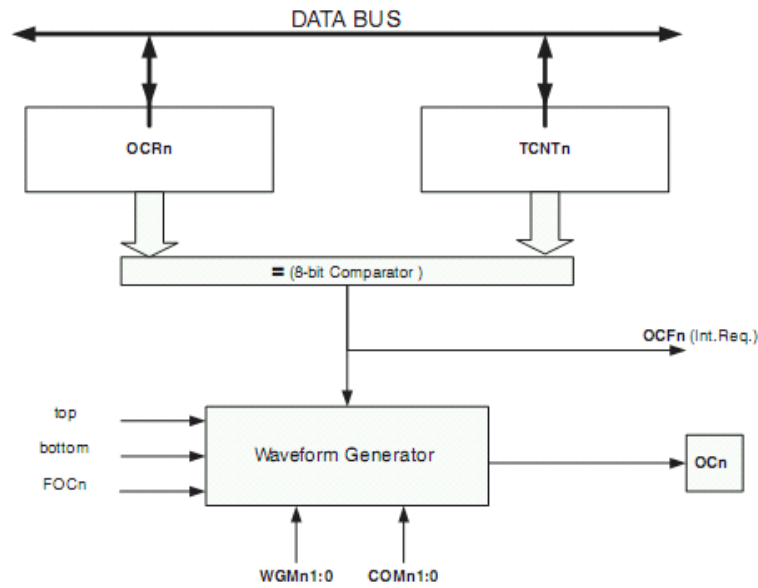 DATA BUS
OCRn
TCNTn
= (8-bit Comparator )
OCFn (Int.Req.)
top
bottom
FOCn
Waveform Generator
OCn
WGMn1:0
COMn1:0